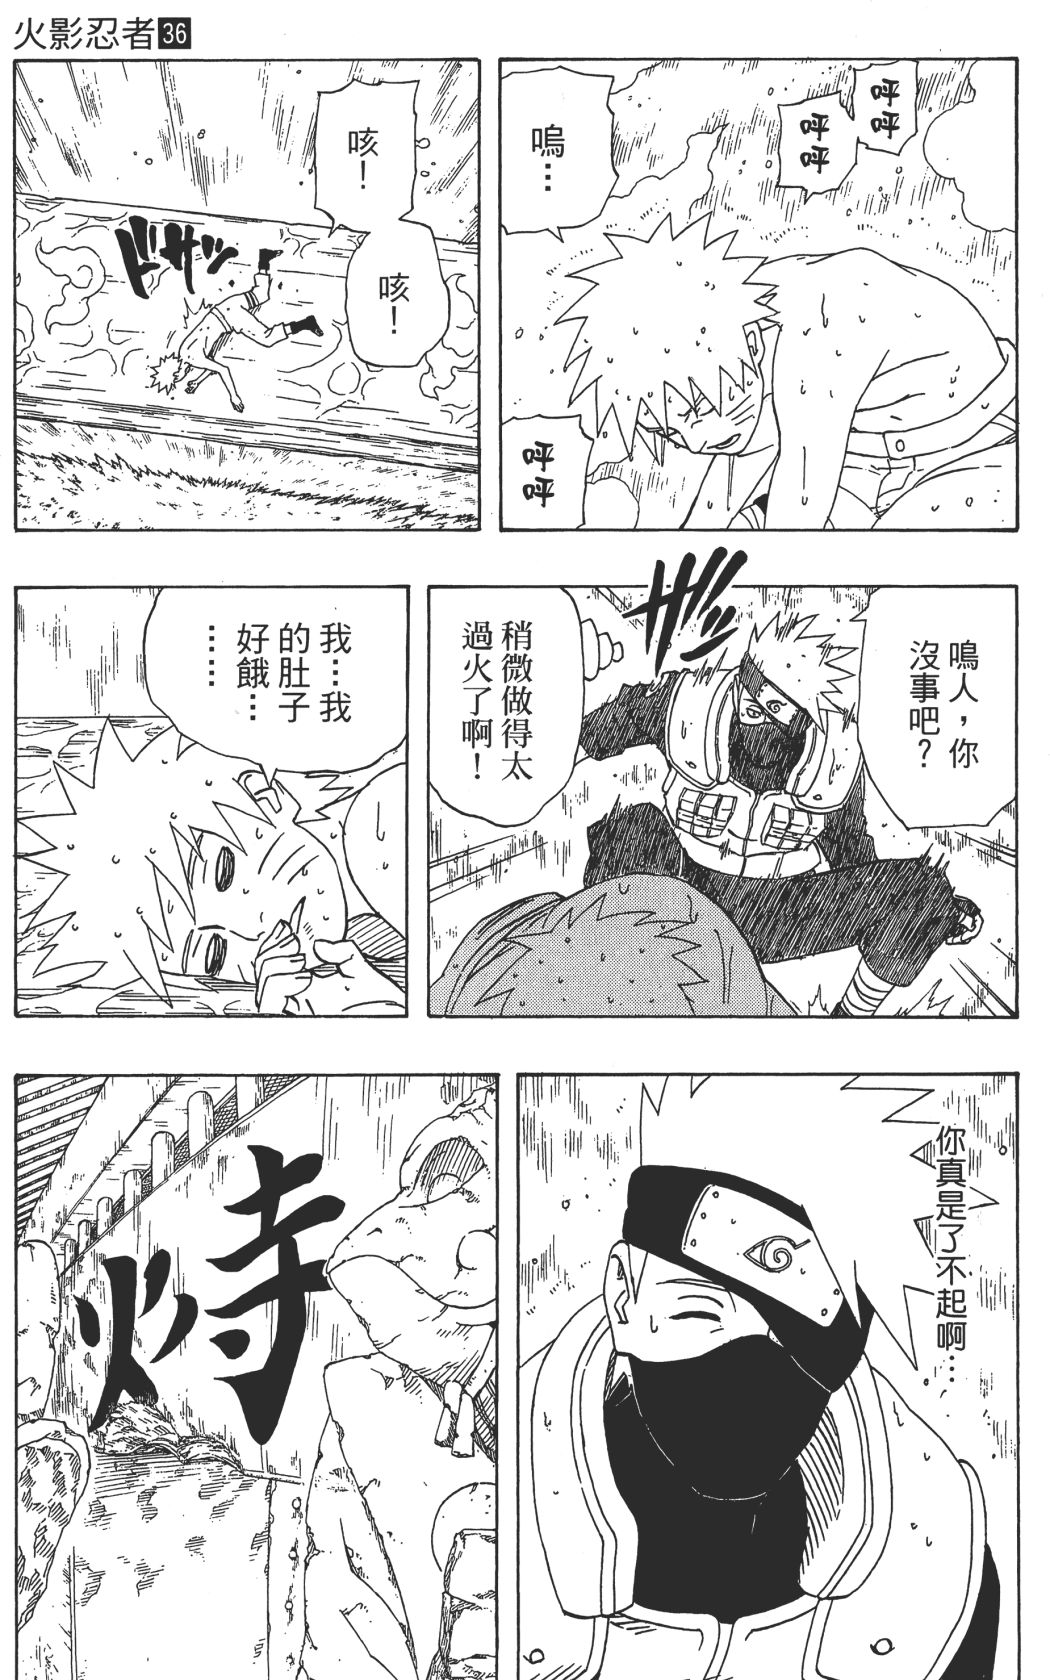 火影忍者36
呼呼
呼呼
嗚…
呼呼
咳！
咳！
ドサッ
鳴人，你
沒事吧？
ザッ
稍微做得太
過火了啊！
我…我
的肚子
好餓…
……
你真是了不起啊…
火寺